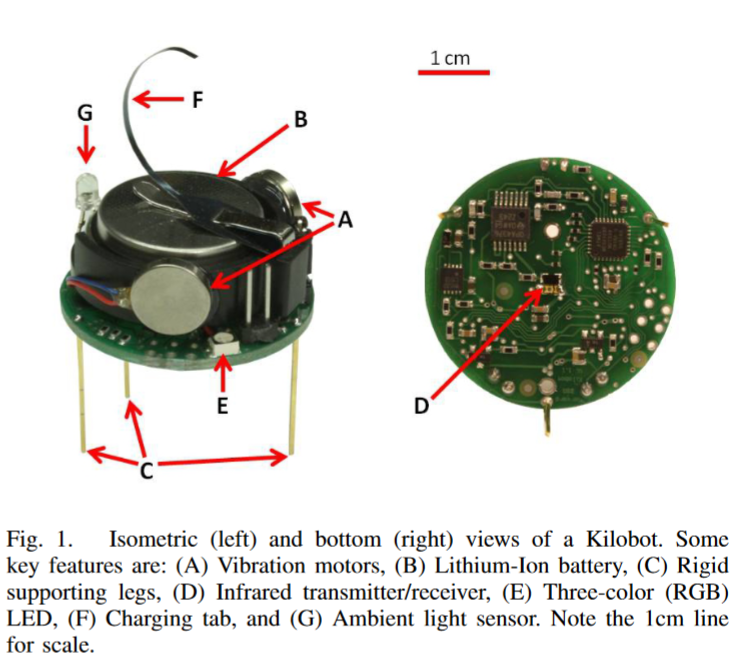 1 cm
G
F
B
A
D
E
C
Fig. 1. Isometric (left) and bottom (right) views of a Kilobot. Some
key features are: (A) Vibration motors, (B) Lithium-Ion battery, (C) Rigid
supporting legs, (D) Infrared transmitter/receiver, (E) Three-color (RGB)
LED, (F) Charging tab, and (G) Ambient light sensor. Note the 1cm line
for scale.